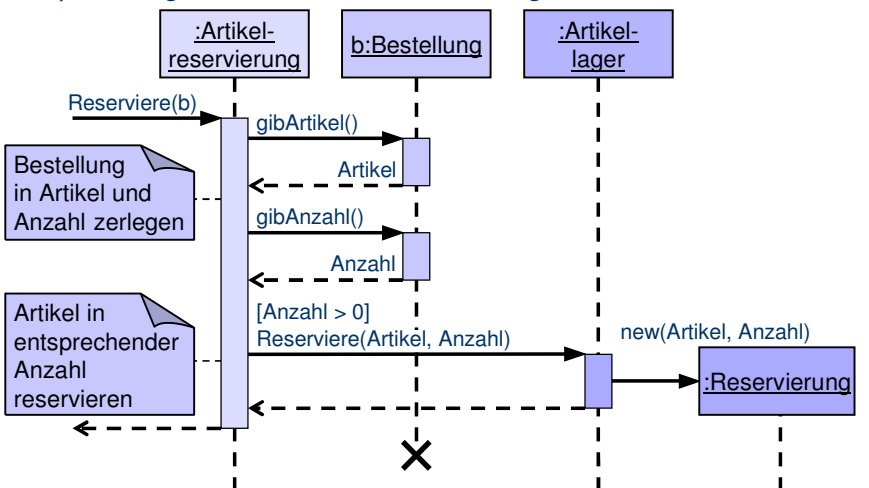 :Artikel-
reservierung
b:Bestellung
:Artikel-
lager
Reserviere(b)
gibArtikel()
Bestellung
in Artikel und
Anzahl zerlegen
Artikel
gibAnzahl()
Anzahl
Artikel in
entsprechender
Anzahl
reservieren
[Anzahl > 0]
Reserviere(Artikel, Anzahl)
new(Artikel, Anzahl)
:Reservierung